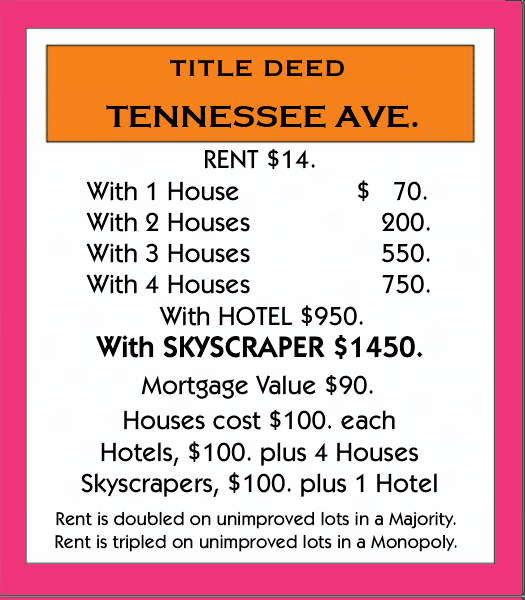 TITLE DEED
TENNESSEE AVE.
RENT $14.
With 1 House $ 70.
With 2 Houses 200.
With 3 Houses 550.
With 4 Houses 750.
With HOTEL $950.
With SKYSCRAPER $1450.
Mortgage Value $90.
Houses cost $100. each
Hotels, $100. plus 4 Houses
Skyscrapers, $100. plus 1 Hotel
Rent is doubled on unimproved lots in a Majority.
Rent is tripled on unimproved lots in a Monopoly.